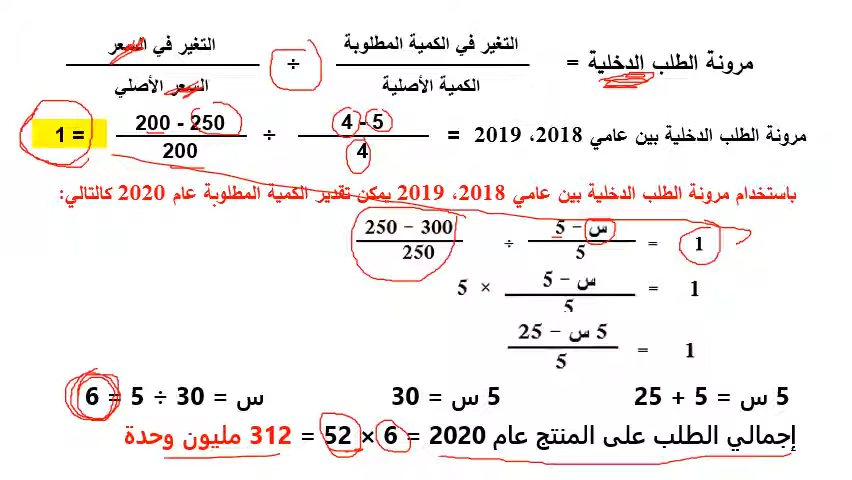 مرونة الطلب الدخلية = التغير في الكمية المطلوبة / الكمية الأصلية ÷ التغير في السعر / السعر الأصلي
مرونة الطلب الدخلية بين عامي 2018، 2019 = 5 - 4 / 4 ÷ 250 - 200 / 200 = 1
باستخدام مرونة الطلب الدخلية بين عامي 2018، 2019 يمكن تقدير الكمية المطلوبة عام 2020 كالتالي:
1 = س - 5 / 5 ÷ 300 - 250 / 250
1 = س - 5 / 5 × 5
1 = 5 س - 25 / 5
5 س = 5 + 25 5 س = 30 س = 30 ÷ 5 = 6
إجمالي الطلب على المنتج عام 2020 = 6 × 52 = 312 مليون وحدة